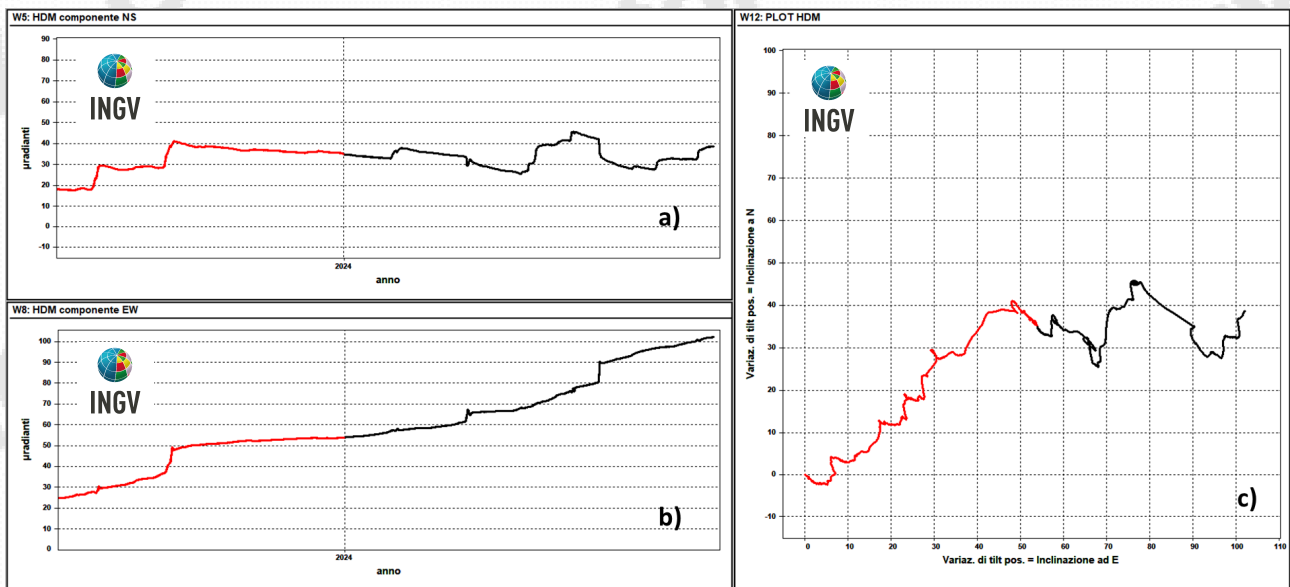 W5: HDM componente NS
90
80
70
60
50
40
30
20
10
0
-10
µradianti
INGV
a)
2024
anno
W8: HDM componente EW
100
90
80
70
60
50
40
30
20
10
0
µradianti
INGV
b)
2024
anno
W12: PLOT HDM
100
90
80
70
60
50
40
30
20
10
0
-10
Variaz. di tilt pos. = Inclinazione a N
INGV
c)
0 10 20 30 40 50 60 70 80 90 100 110
Variaz. di tilt pos. = Inclinazione ad E